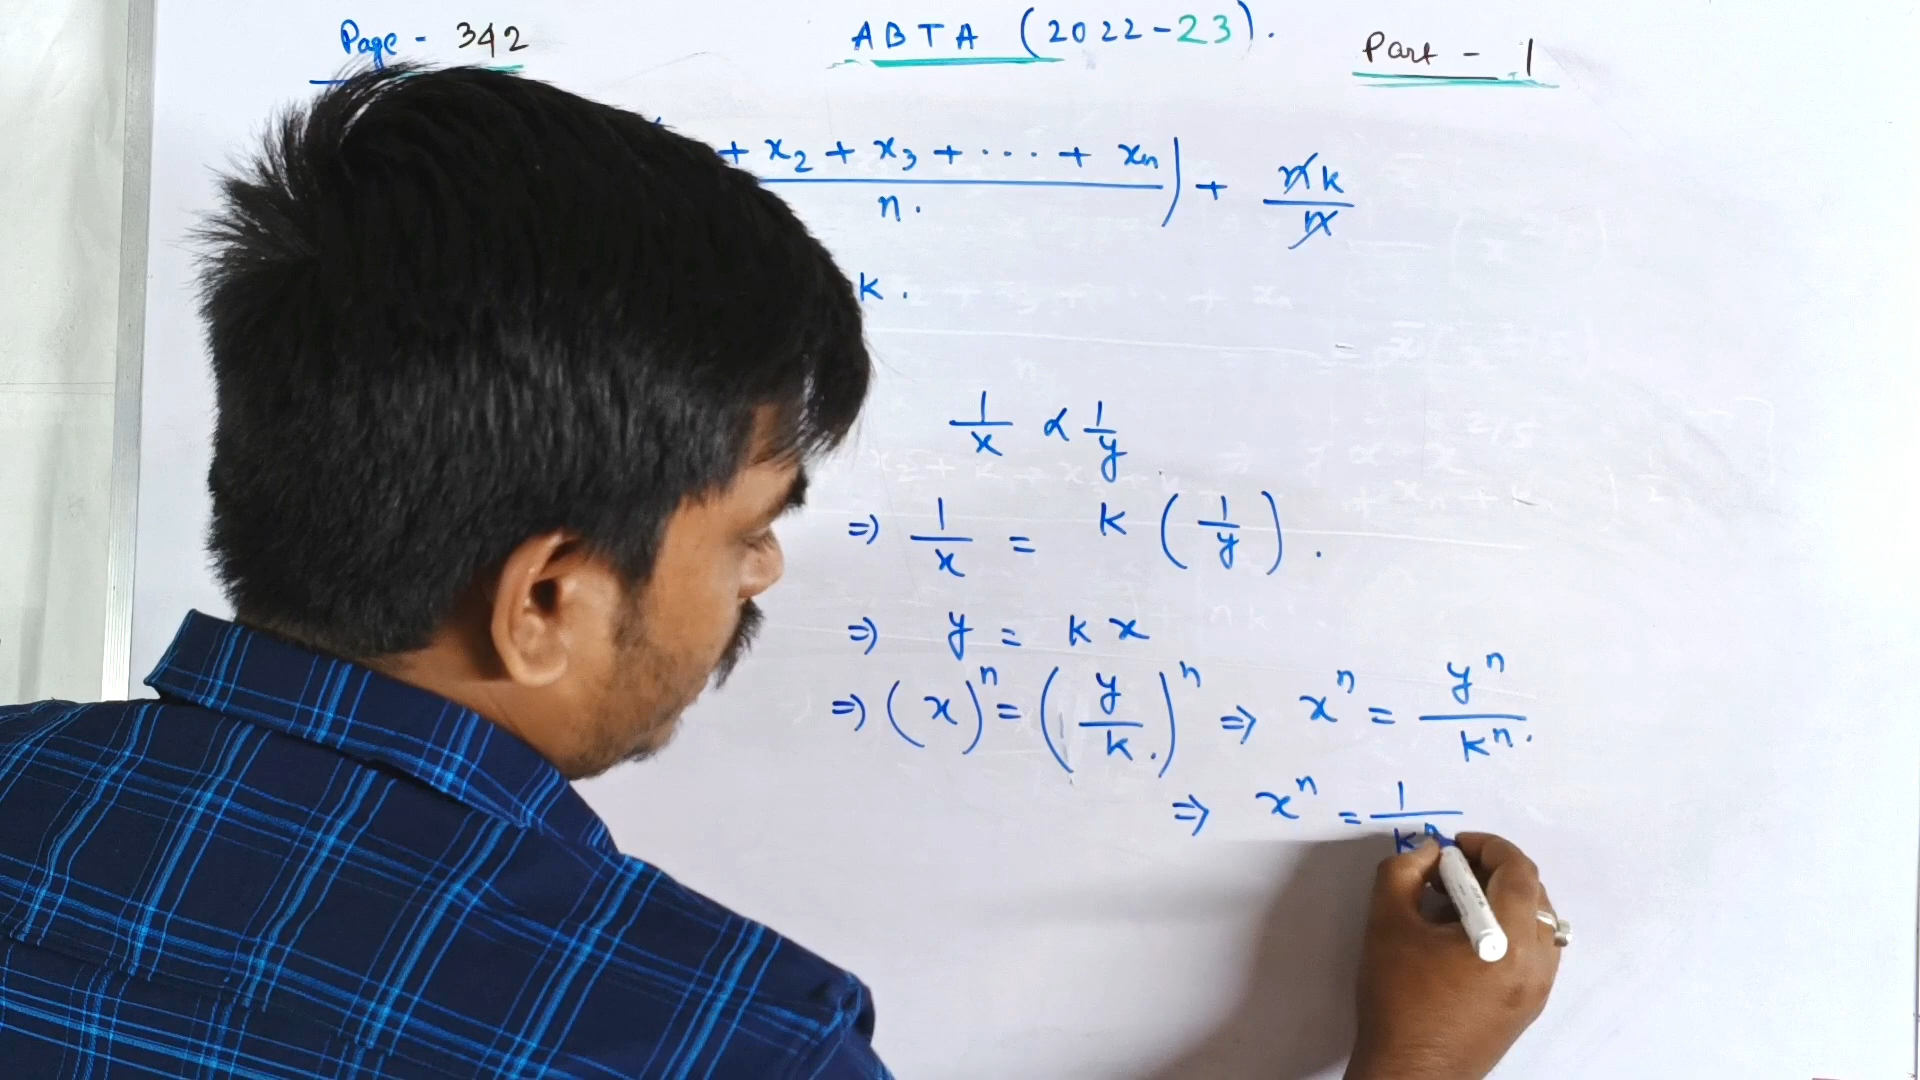 Page - 342
ABTA (2022-23).
Part - 1
+ x₂ + x₃ + ... + xₙ) + nk
n. n
k.
1/x ∝ 1/y
⇒ 1/x = k (1/y).
⇒ y = kx
⇒ (x)ⁿ = (y/k.)ⁿ ⇒ xⁿ = yⁿ/kⁿ.
⇒ xⁿ = 1/kⁿ